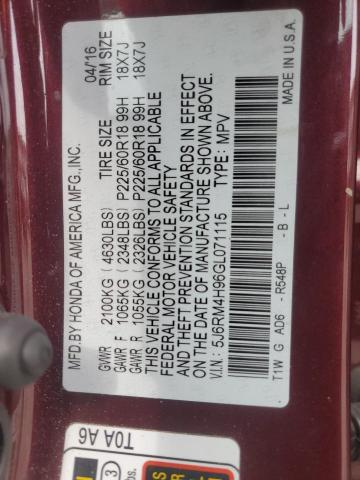 MFD.BY HONDA OF AMERICA MFG.,INC. 04/16
TIRE SIZE RIM SIZE
GVWR 2100KG (4630LBS)
GAWR F 1065KG (2348LBS) P225/60R18 99H 18X7J
GAWR R 1055KG (2326LBS) P225/60R18 99H 18X7J
THIS VEHICLE CONFORMS TO ALL APPLICABLE
FEDERAL MOTOR VEHICLE SAFETY
AND THEFT PREVENTION STANDARDS IN EFFECT
ON THE DATE OF MANUFACTURE SHOWN ABOVE.
V.I.N.: 5J6RM4H96GL071115 TYPE: MPV
T1W G AD6 - R548P - B - L MADE IN U.S.A.
T0A A6
3
bs.